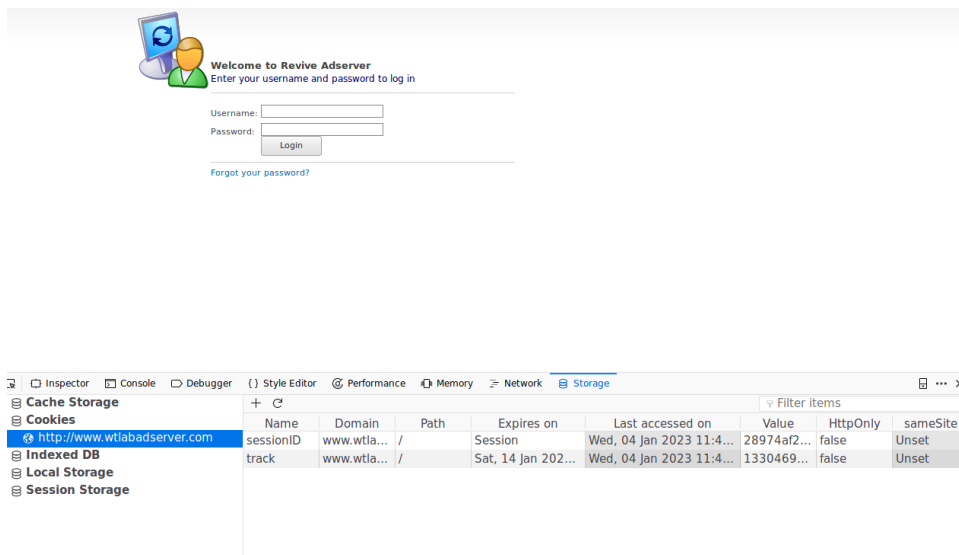 Welcome to Revive Adserver
Enter your username and password to log in
Username:
Password:
Login
Forgot your password?
Inspector Console Debugger {} Style Editor Performance Memory Network Storage
Cache Storage
Cookies
http://www.wtlabadserver.com
Indexed DB
Local Storage
Session Storage
Filter items
Name Domain Path Expires on Last accessed on Value HttpOnly sameSite
sessionID www.wtla... / Session Wed, 04 Jan 2023 11:4... 28974af2... false Unset
track www.wtla... / Sat, 14 Jan 202... Wed, 04 Jan 2023 11:4... 1330469... false Unset